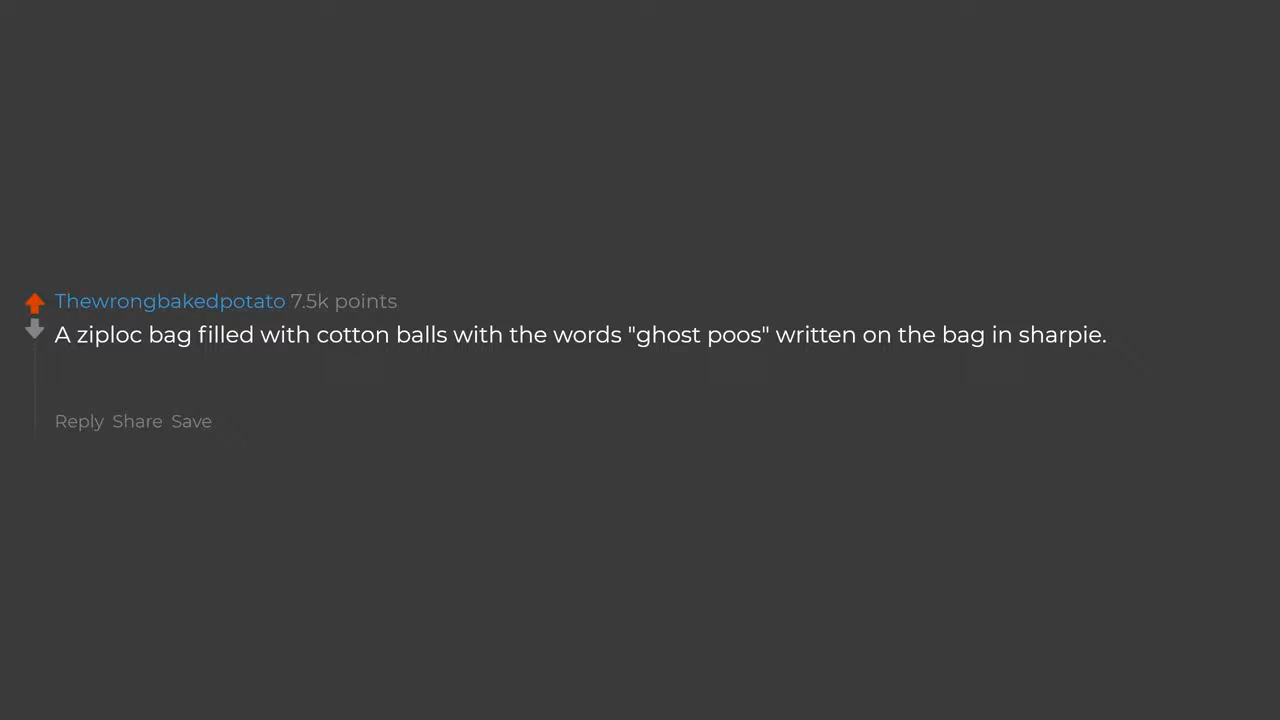 Thewrongbakedpotato 7.5k points
A ziploc bag filled with cotton balls with the words "ghost poos" written on the bag in sharpie.
Reply Share Save